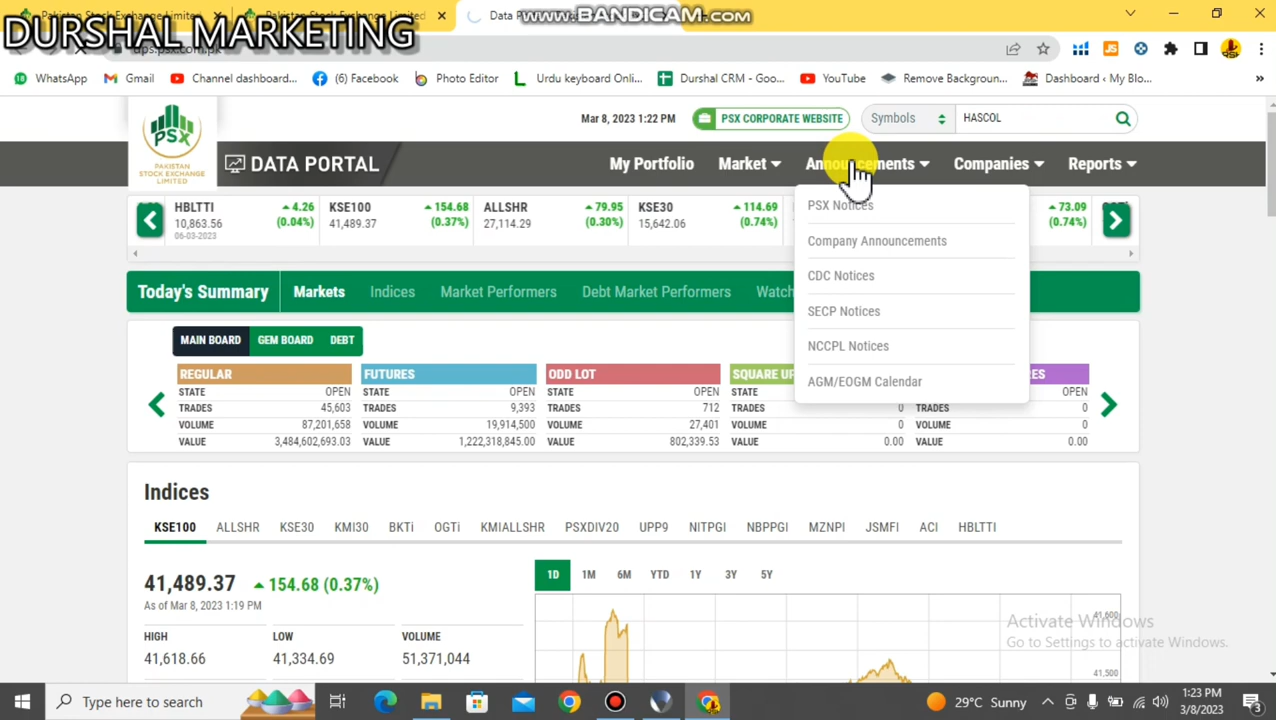 Pakistan Stock Exchange Limited
Pakistan Stock Exchange Limited
Data P
www.BANDICAM.com
DURSHAL MARKETING
dps.psx.com.pk
WhatsApp
Gmail
Channel dashboard...
(6) Facebook
Photo Editor
Urdu keyboard Onl...
Durshal CRM - Goo...
YouTube
Remove Backgroun...
Dashboard ‹ My Blo...
»
PSX
PAKISTAN
STOCK EXCHANGE
LIMITED
Mar 8, 2023 1:22 PM
PSX CORPORATE WEBSITE
Symbols
HASCOL
DATA PORTAL
My Portfolio
Market
Announcements
Companies
Reports
HBLTTI
10,863.56
06-03-2023
4.26
(0.04%)
KSE100
41,489.37
154.68
(0.37%)
ALLSHR
27,114.29
79.95
(0.30%)
KSE30
15,642.06
114.69
(0.74%)
73.09
(0.74%)
PSX Notices
Company Announcements
CDC Notices
SECP Notices
NCCPL Notices
AGM/EOGM Calendar
Today's Summary
Markets
Indices
Market Performers
Debt Market Performers
Watch
MAIN BOARD
GEM BOARD
DEBT
REGULAR
STATE OPEN
TRADES 45,603
VOLUME 87,201,658
VALUE 3,484,602,693.03
FUTURES
STATE OPEN
TRADES 9,393
VOLUME 19,914,500
VALUE 1,222,318,845.00
ODD LOT
STATE OPEN
TRADES 712
VOLUME 27,401
VALUE 802,339.53
SQUARE UP
STATE
TRADES 0
VOLUME 0
VALUE 0.00
RES
OPEN
TRADES 0
VOLUME 0
VALUE 0.00
Indices
KSE100
ALLSHR
KSE30
KMI30
BKTi
OGTi
KMIALLSHR
PSXDIV20
UPP9
NITPGI
NBPPGI
MZNPI
JSMFI
ACI
HBLTTI
41,489.37
154.68 (0.37%)
As of Mar 8, 2023 1:19 PM
HIGH
41,618.66
LOW
41,334.69
VOLUME
51,371,044
1D
1M
6M
YTD
1Y
3Y
5Y
41,600
41,500
Activate Windows
Go to Settings to activate Windows.
Type here to search
29°C Sunny
1:23 PM
3/8/2023
3